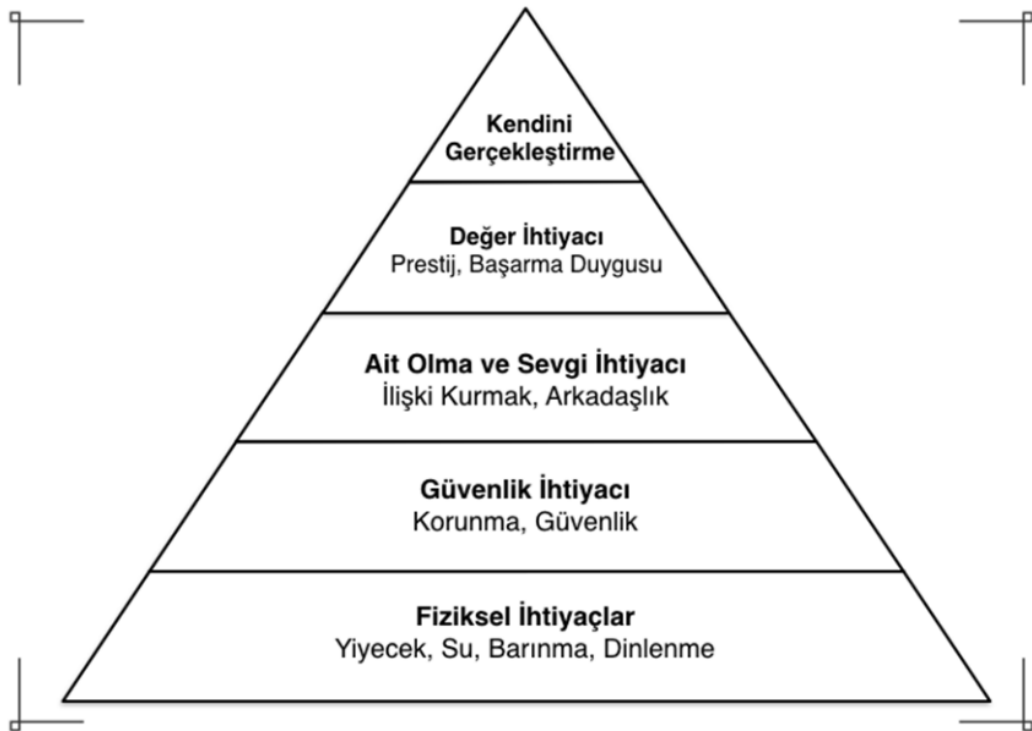 Kendini
Gerçekleştirme
Değer İhtiyacı
Prestij, Başarma Duygusu
Ait Olma ve Sevgi İhtiyacı
İlişki Kurmak, Arkadaşlık
Güvenlik İhtiyacı
Korunma, Güvenlik
Fiziksel İhtiyaçlar
Yiyecek, Su, Barınma, Dinlenme